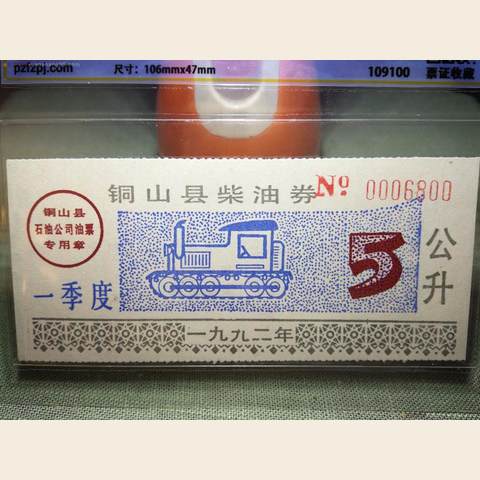 pzfzpj.com
尺寸：106mmx47mm
109100
票证收藏
铜山县柴油券
Nº 0006800
铜山县
石油公司油票
专用章
一季度
5
公升
一九九二年